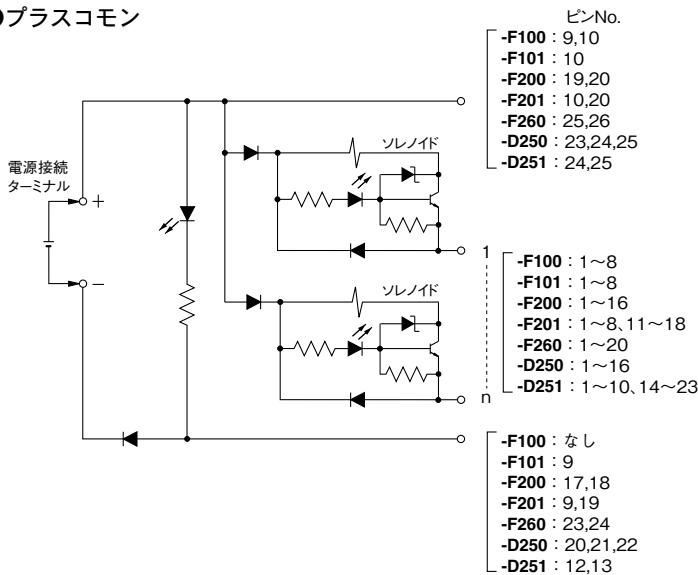 ●プラスコモン
ピンNo.
-F100：9,10
-F101：10
-F200：19,20
-F201：10,20
-F260：25,26
-D250：23,24,25
-D251：24,25
電源接続
ターミナル
+
−
ソレノイド
1
-F100：1〜8
-F101：1〜8
-F200：1〜16
-F201：1〜8、11〜18
-F260：1〜20
-D250：1〜16
-D251：1〜10、14〜23
ソレノイド
n
-F100：なし
-F101：9
-F200：17,18
-F201：9,19
-F260：23,24
-D250：20,21,22
-D251：12,13